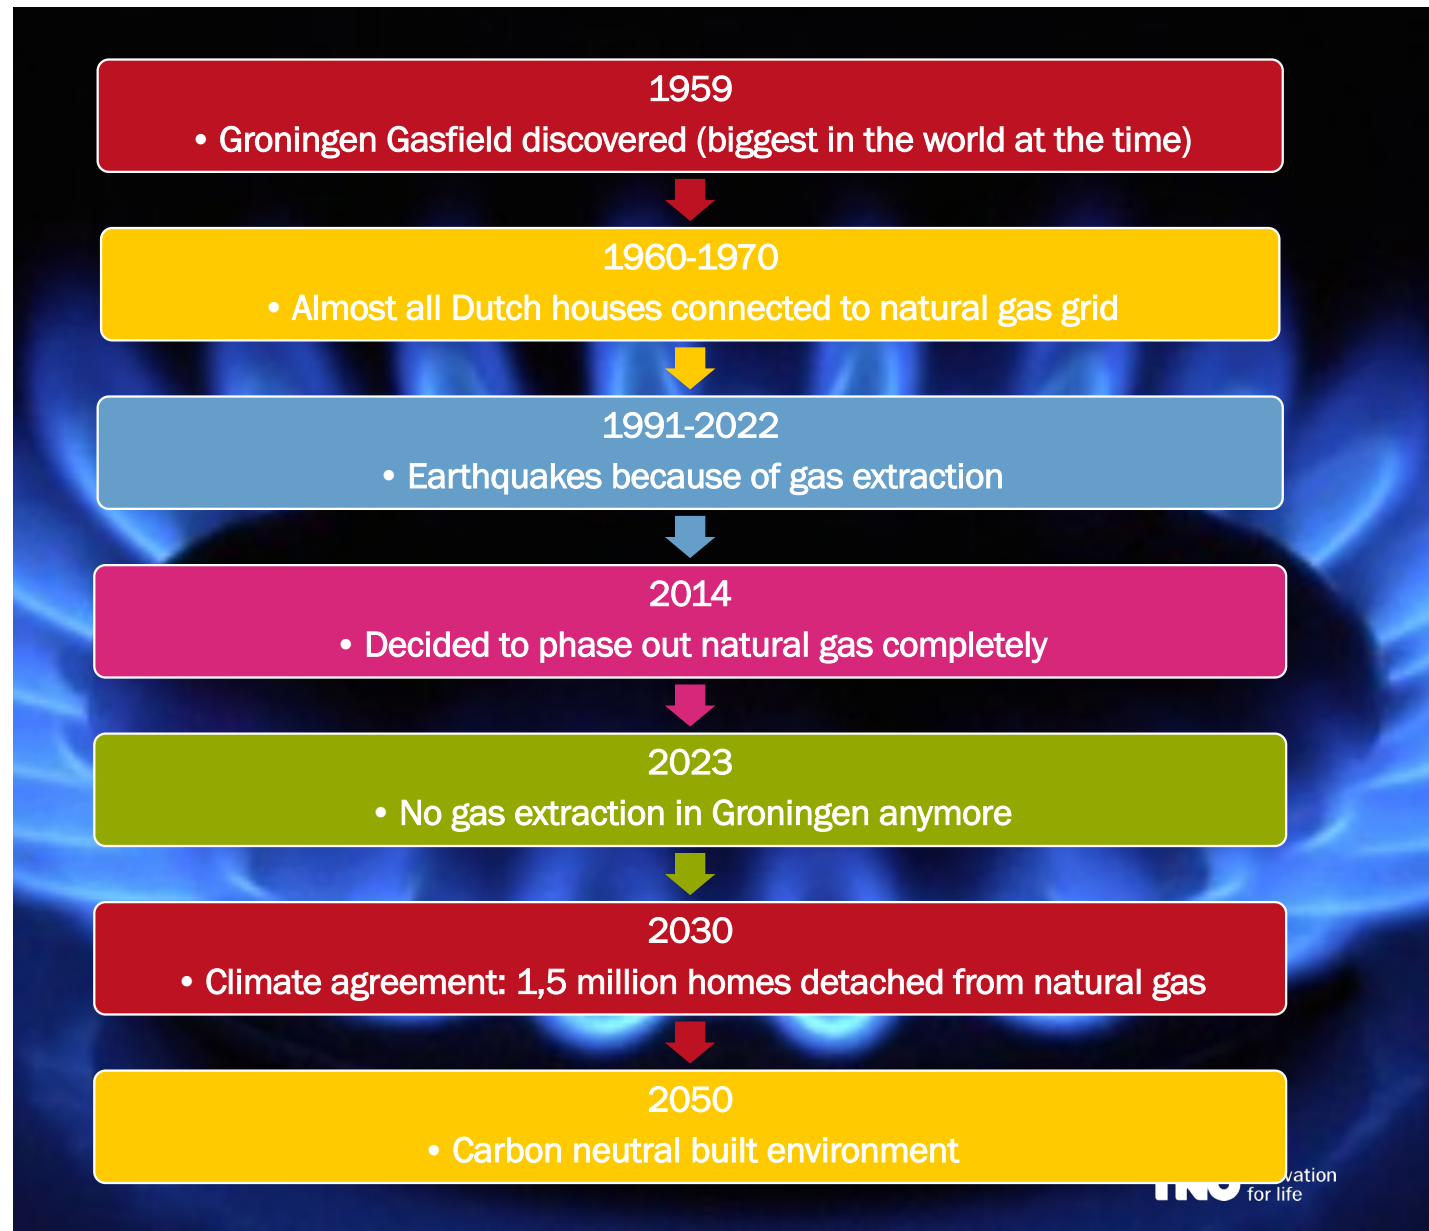 1959
• Groningen Gasfield discovered (biggest in the world at the time)
1960-1970
• Almost all Dutch houses connected to natural gas grid
1991-2022
• Earthquakes because of gas extraction
2014
• Decided to phase out natural gas completely
2023
• No gas extraction in Groningen anymore
2030
• Climate agreement: 1,5 million homes detached from natural gas
2050
• Carbon neutral built environment
for life